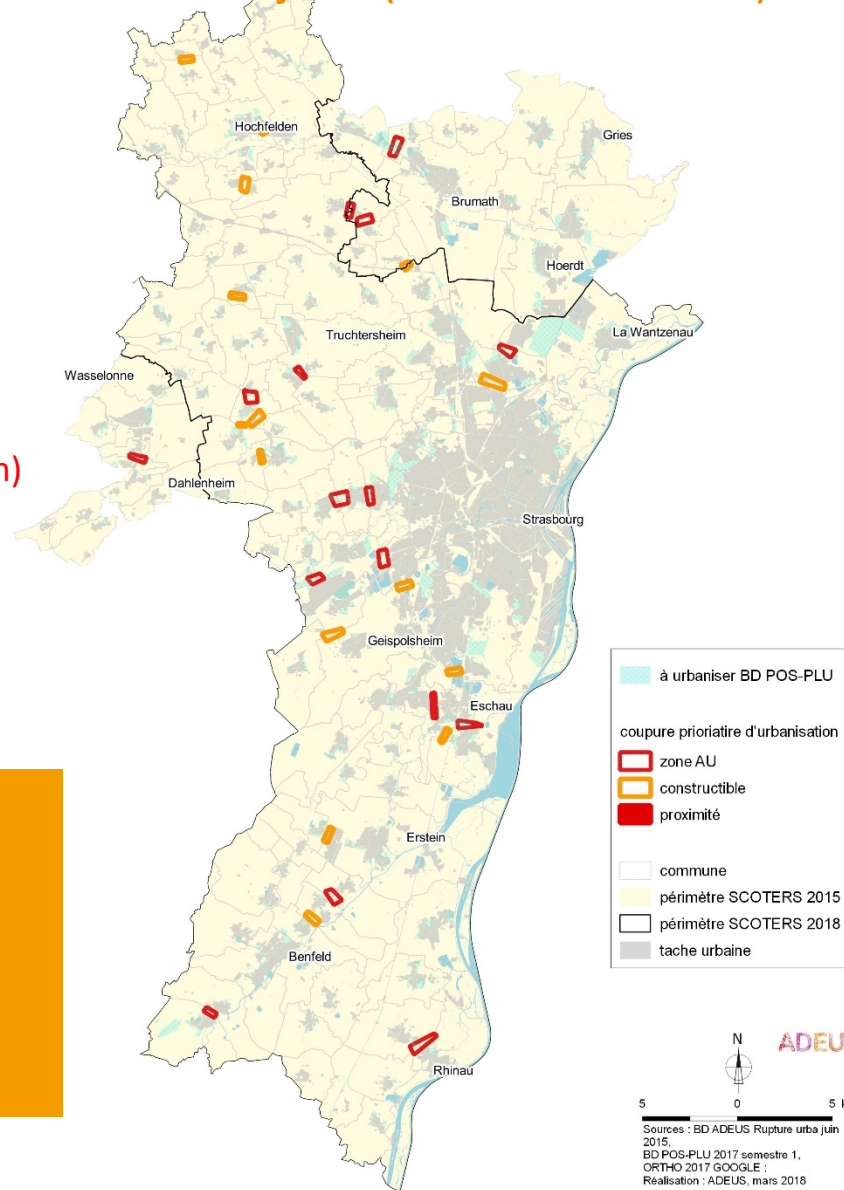 Hochfelden
Gries
Brumath
Hoerdt
Truchtersheim
La Wantzenau
Wasselonne
Dahlenheim
Strasbourg
Geispolsheim
Eschau
Erstein
Benfeld
Rhinau
à urbaniser BD POS-PLU
coupure prioriatire d'urbanisation
zone AU
constructible
proximité
commune
périmètre SCOTERS 2015
périmètre SCOTERS 2018
tache urbaine
N
ADEU
5 0 5 k
Sources : BD ADEUS Rupture urba juin
2015,
BD POS-PLU 2017 semestre 1,
ORTHO 2017 GOOGLE ;
Réalisation : ADEUS, mars 2018